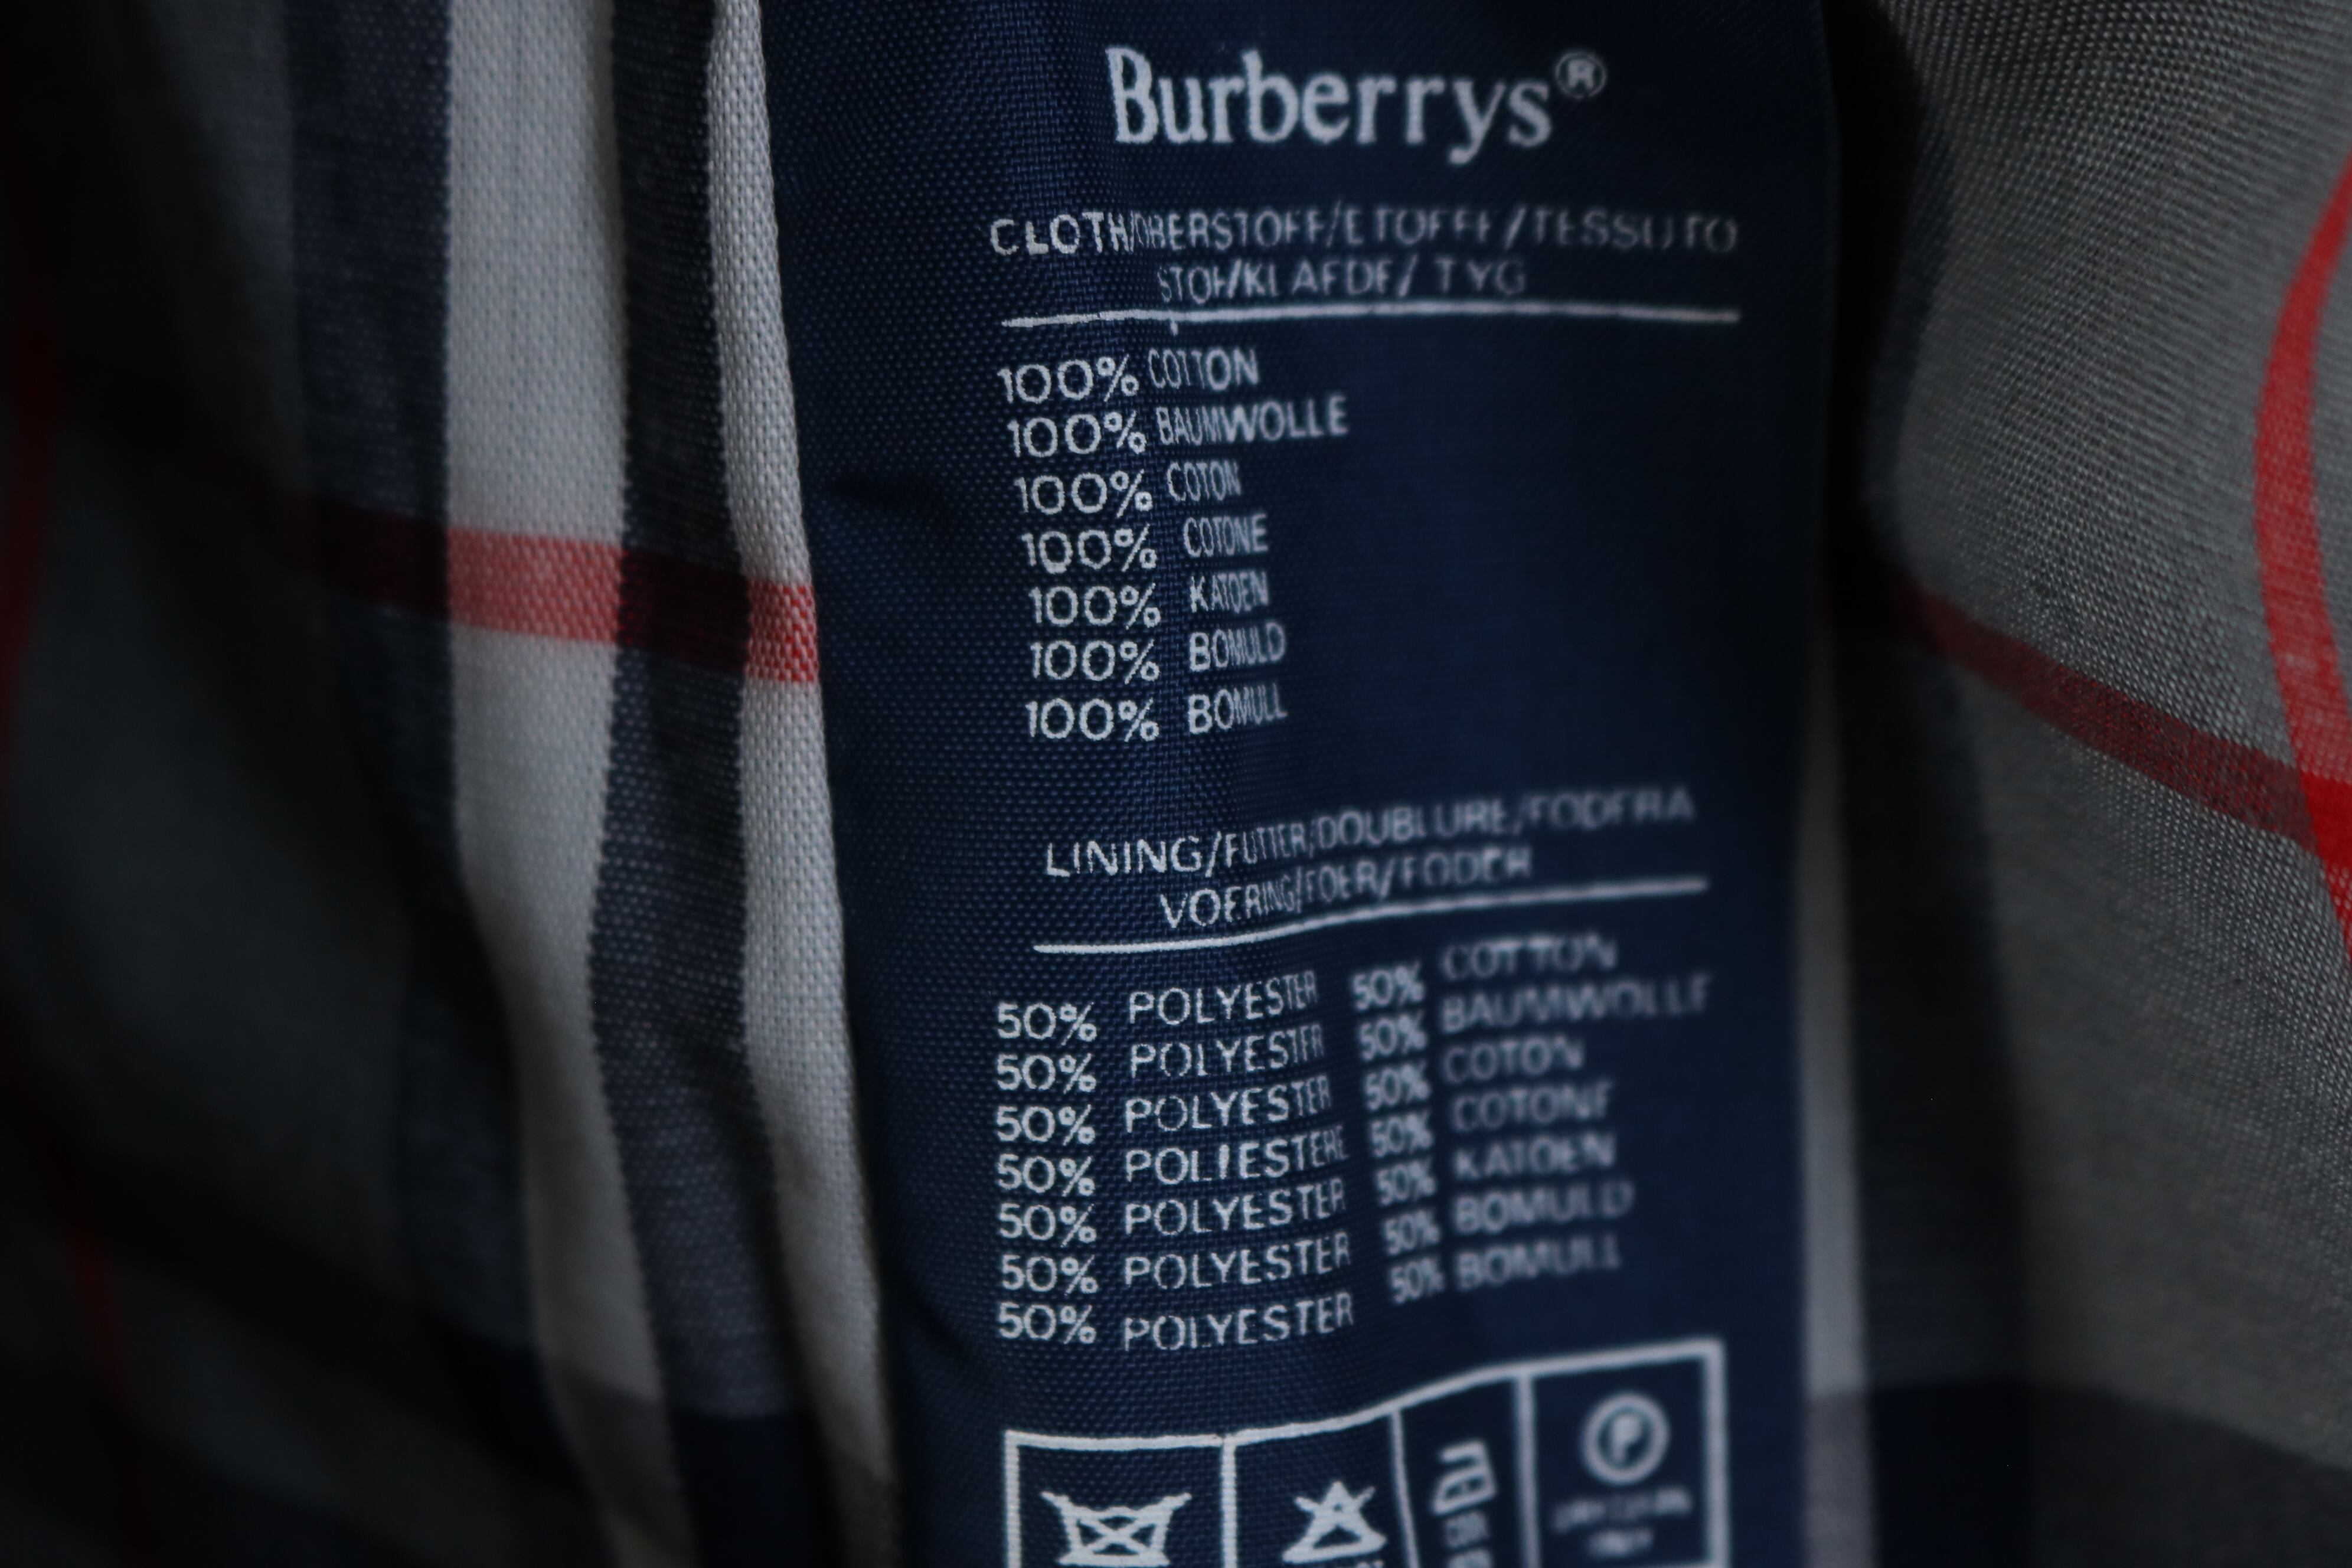 Burberrys®
CLOTH/OBERSTOFF/ETOFFE/TESSUTO
STOF/KLAEDE/TYG
100% COTTON
100% BAUMWOLLE
100% COTON
100% COTONE
100% KATOEN
100% BOMULD
100% BOMULL
LINING/FUTTER/DOUBLURE/FODERA
VOERING/FOER/FODER
50% POLYESTER 50% COTTON
50% POLYESTER 50% BAUMWOLLE
50% POLYESTER 50% COTON
50% POLIESTERE 50% COTONE
50% POLYESTER 50% KATOEN
50% POLYESTER 50% BOMULD
50% POLYESTER 50% BOMULL
P
DRY CLEAN
ONLY